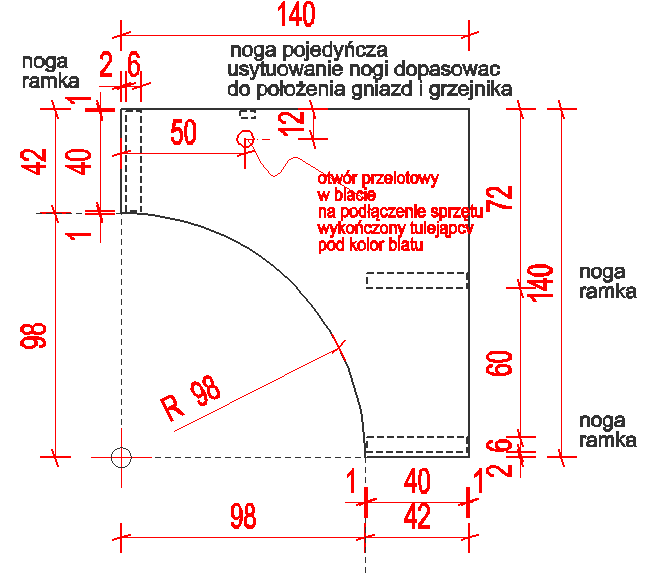 140
noga
ramka
2 6
noga pojedyńcza
usytuowanie nogi dopasowac
do położenia gniazd i grzejnika
1
42
40
1
50
12
otwór przelotowy
w blacie
na podłączenie sprzętu
wykończony tulejąpcv
pod kolor blatu
72
140
noga
ramka
98
R 98
60
noga
ramka
6
2
1 40 1
98
42